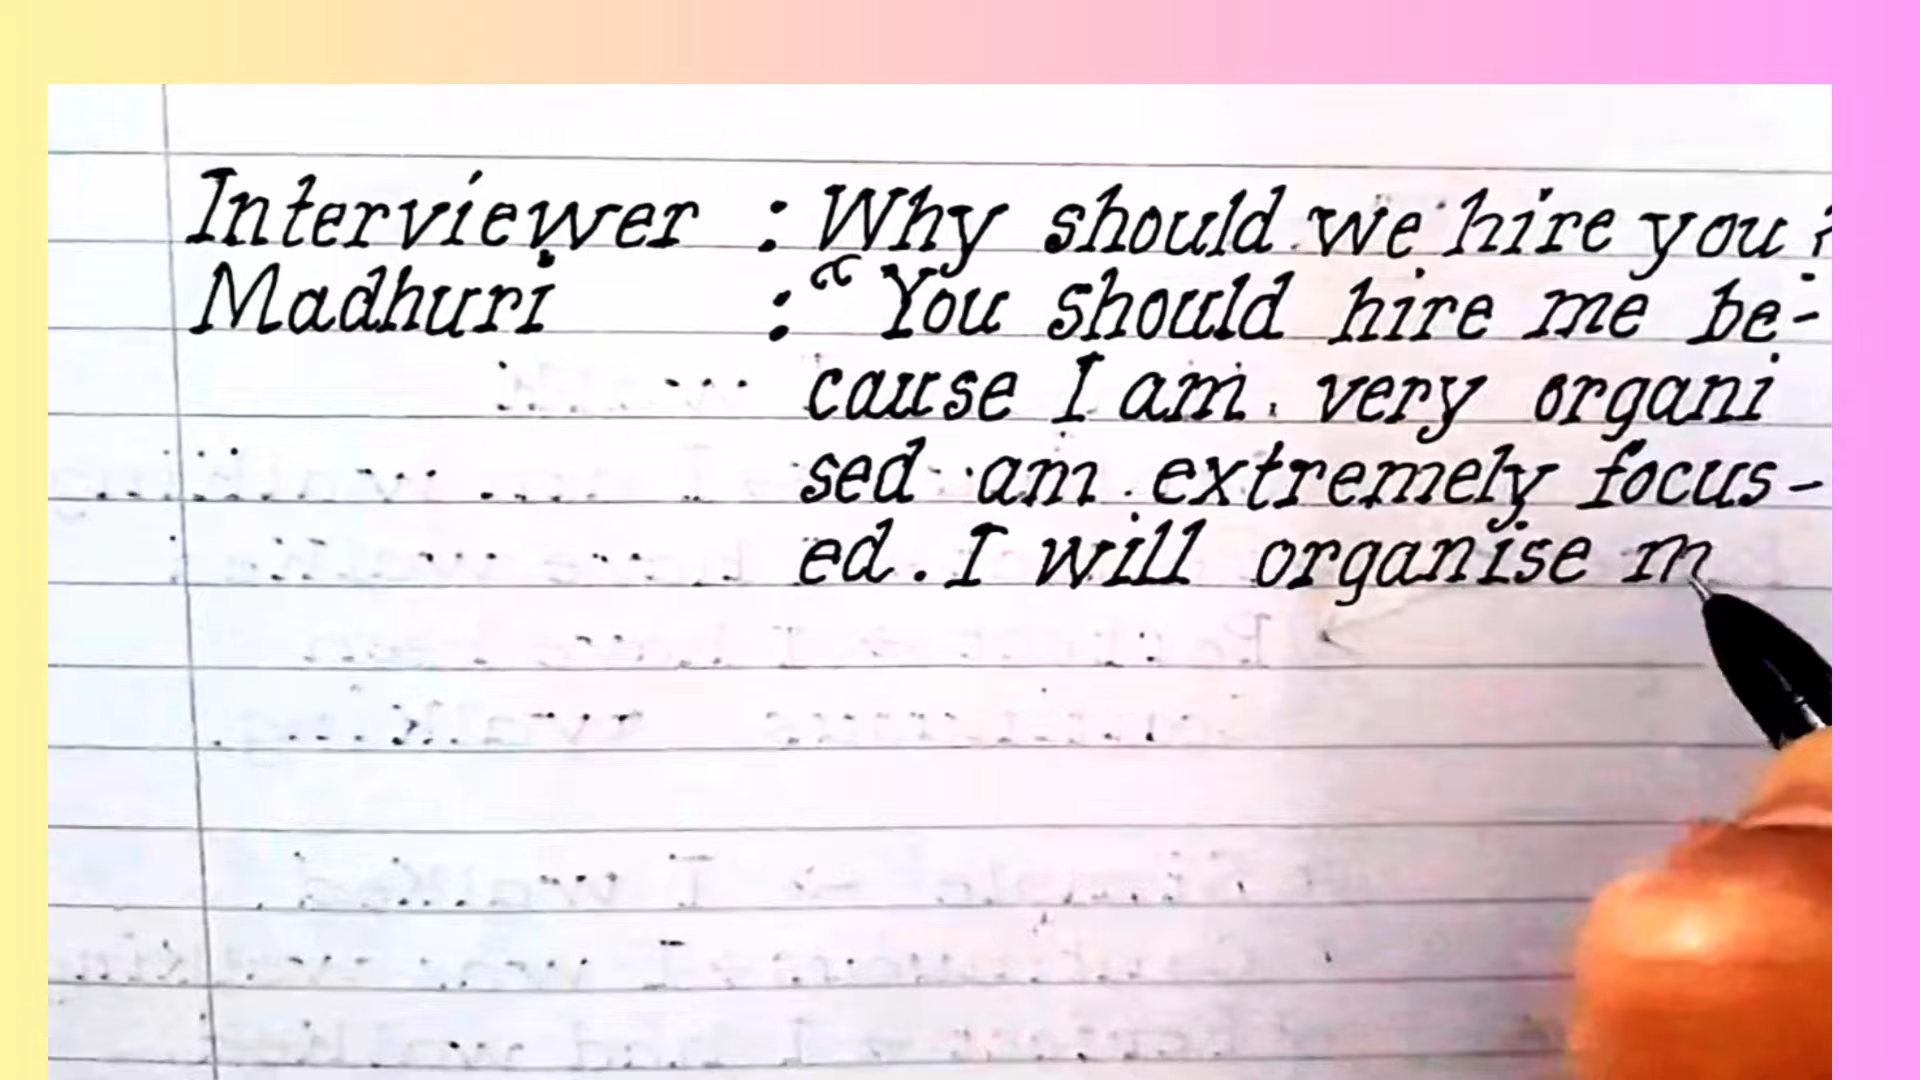 Interviewer : Why should we hire you?
Madhuri : “You should hire me be-
cause I am very organi
sed am extremely focus-
ed. I will organise m